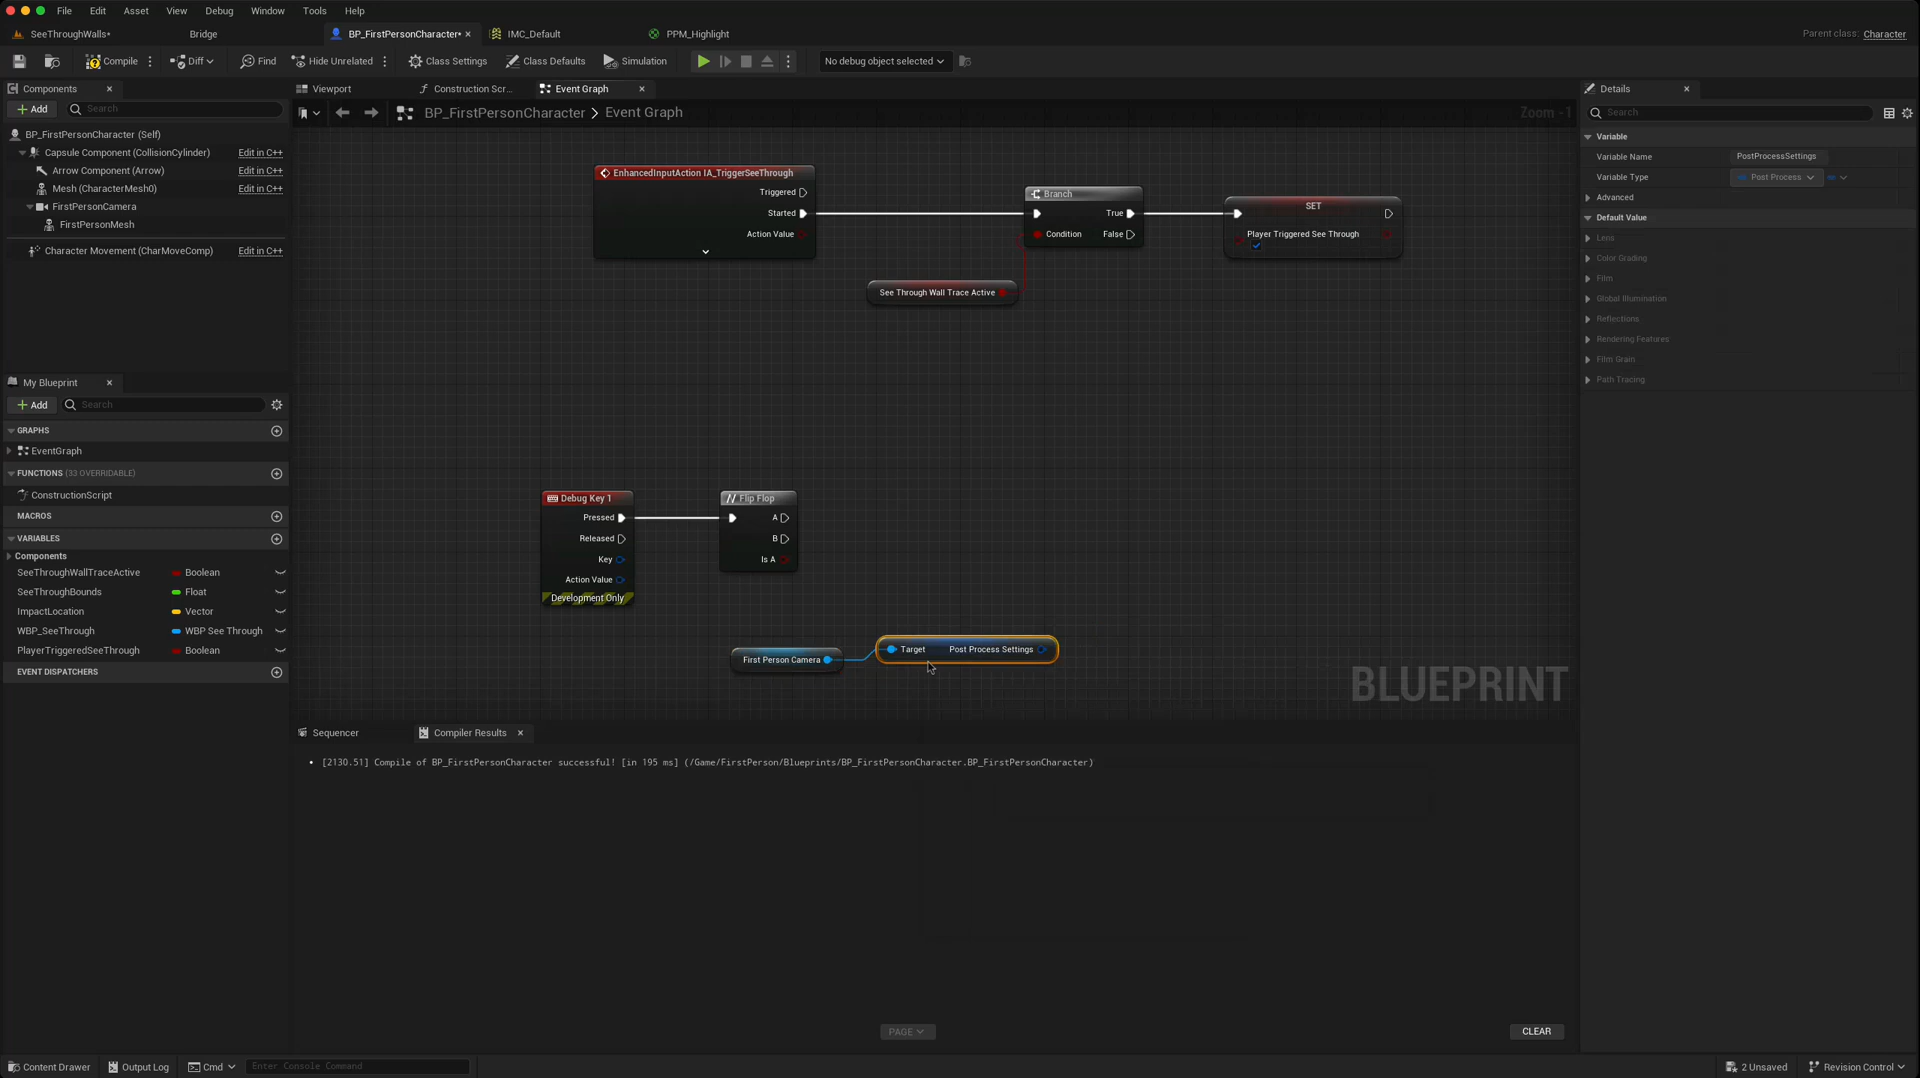 File Edit Asset View Debug Window Tools Help
SeeThroughWalls* Bridge BP_FirstPersonCharacter* IMC_Default PPM_Highlight Parent class: Character
Compile Diff Find Hide Unrelated Class Settings Class Defaults Simulation No debug object selected
Components Viewport Construction Scr... Event Graph Details
Add Search BP_FirstPersonCharacter > Event Graph Zoom -1 Search
BP_FirstPersonCharacter (Self)
Capsule Component (CollisionCylinder) Edit in C++
Arrow Component (Arrow) Edit in C++
Mesh (CharacterMesh0) Edit in C++
FirstPersonCamera Edit in C++
FirstPersonMesh
Character Movement (CharMoveComp) Edit in C++
My Blueprint
Add Search
GRAPHS
EventGraph
FUNCTIONS (33 OVERRIDABLE)
ConstructionScript
MACROS
VARIABLES
Components
SeeThroughWallTraceActive Boolean
SeeThroughBounds Float
ImpactLocation Vector
WBP_SeeThrough WBP See Through
PlayerTriggeredSeeThrough Boolean
EVENT DISPATCHERS
EnhancedInputAction IA_TriggerSeeThrough
Triggered
Started
Action Value
Branch
True
Condition False
SET
Player Triggered See Through
See Through Wall Trace Active
Debug Key 1
Pressed
Released
Key
Action Value
Development Only
Flip Flop
A
B
Is A
First Person Camera
Target Post Process Settings
BLUEPRINT
Variable
Variable Name PostProcessSettings
Variable Type Post Process
Advanced
Default Value
Lens
Color Grading
Film
Global Illumination
Reflections
Rendering Features
Film Grain
Path Tracing
Sequencer Compiler Results
[2130.51] Compile of BP_FirstPersonCharacter successful! [in 195 ms] (/Game/FirstPerson/Blueprints/BP_FirstPersonCharacter.BP_FirstPersonCharacter)
PAGE CLEAR
Content Drawer Output Log Cmd Enter Console Command 2 Unsaved Revision Control